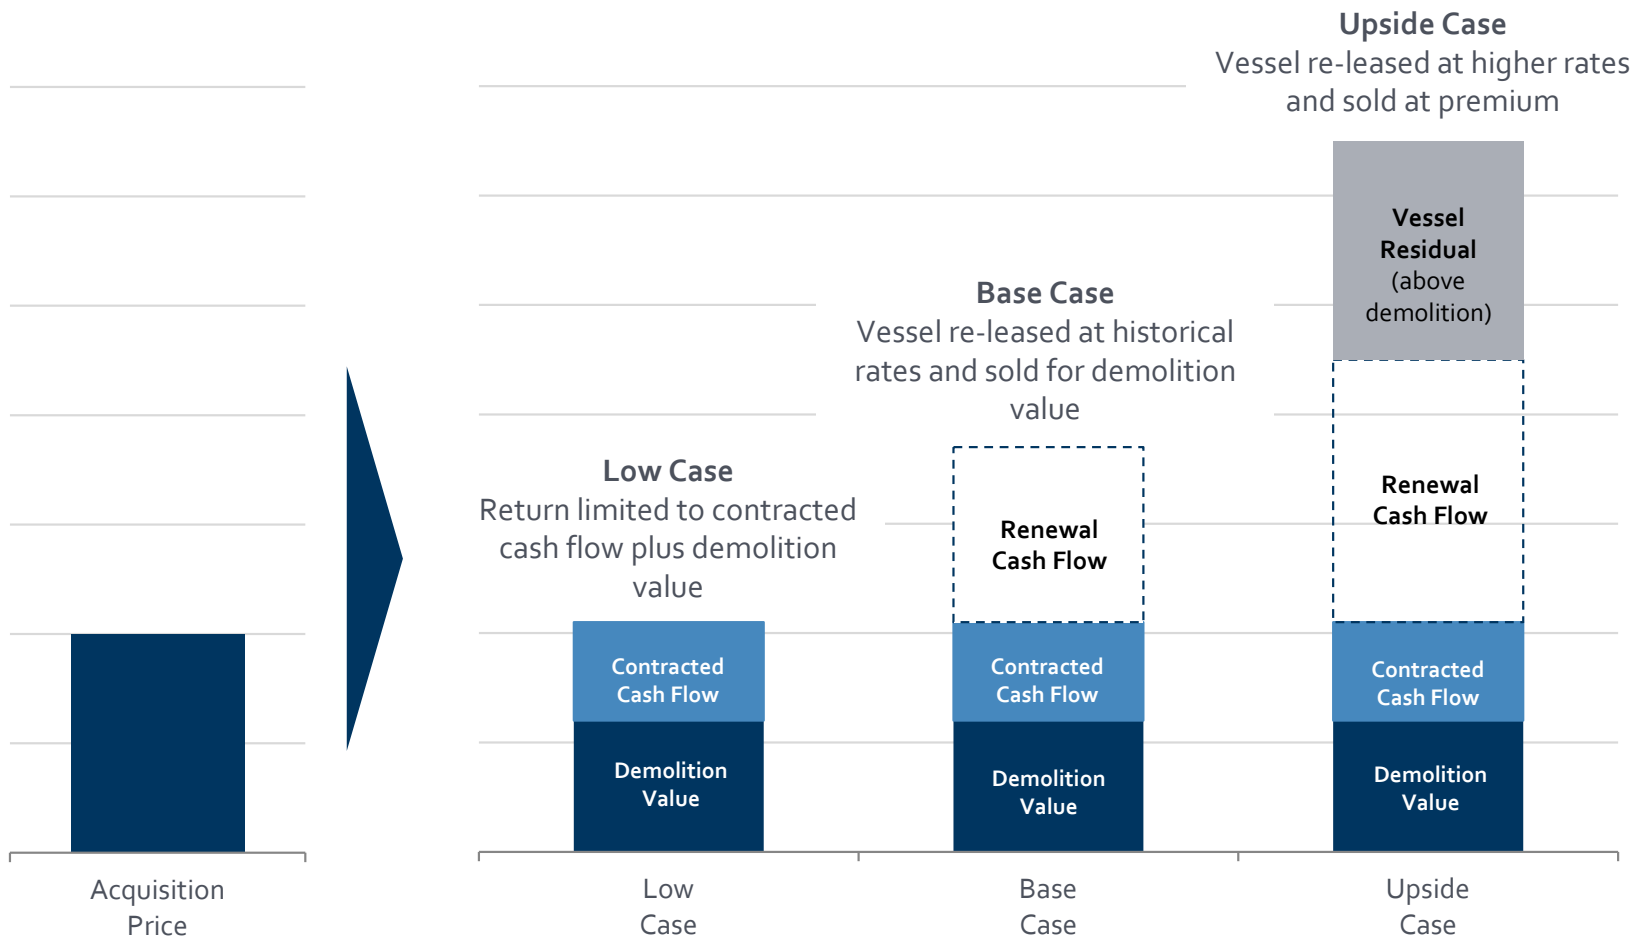 Upside Case
Vessel re-leased at higher rates
and sold at premium
Vessel
Residual
(above
demolition)
Base Case
Vessel re-leased at historical
rates and sold for demolition
value
Low Case
Return limited to contracted
cash flow plus demolition
value
Renewal
Cash Flow
Renewal
Cash Flow
Contracted
Cash Flow
Contracted
Cash Flow
Contracted
Cash Flow
Demolition
Value
Demolition
Value
Demolition
Value
Acquisition
Price
Low
Case
Base
Case
Upside
Case